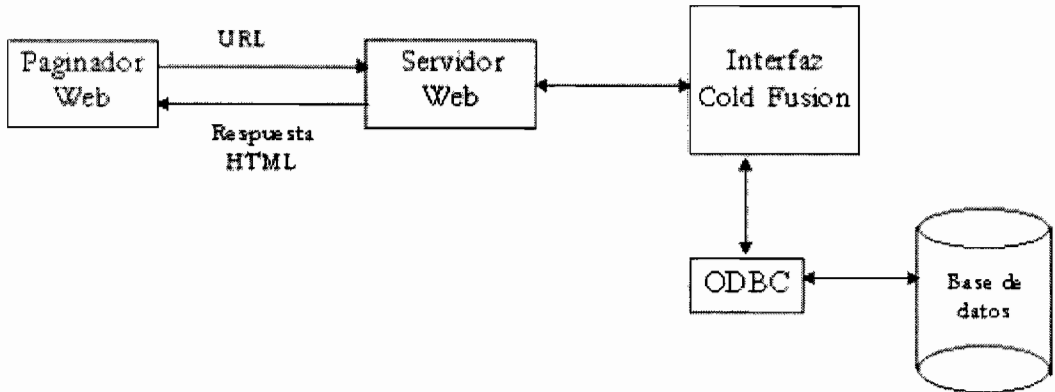 URL
Paginador
Web
Servidor
Web
Respuesta
HTML
Interfaz
Cold Fusion
ODBC
Base de
datos